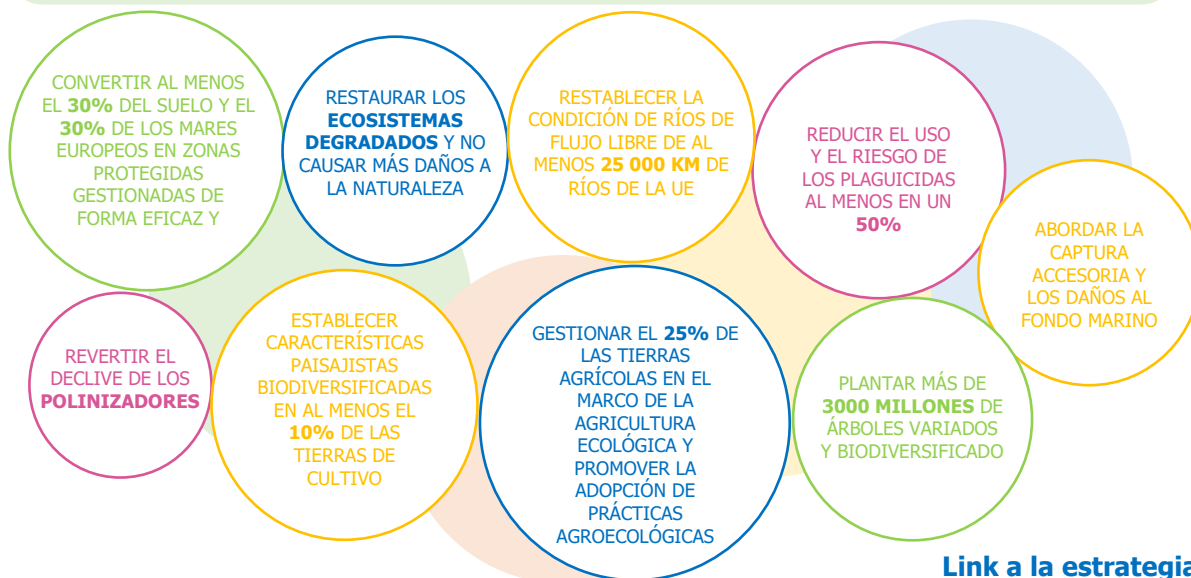 CONVERTIR AL MENOS
EL 30% DEL SUELO Y EL
30% DE LOS MARES
EUROPEOS EN ZONAS
PROTEGIDAS
GESTIONADAS DE
FORMA EFICAZ Y
RESTAURAR LOS
ECOSISTEMAS
DEGRADADOS Y NO
CAUSAR MÁS DAÑOS A
LA NATURALEZA
RESTABLECER LA
CONDICIÓN DE RÍOS DE
FLUJO LIBRE DE AL
MENOS 25 000 KM DE
RÍOS DE LA UE
REDUCIR EL USO
Y EL RIESGO DE
LOS PLAGUICIDAS
AL MENOS EN UN
50%
ABORDAR LA
CAPTURA
ACCESORIA Y
LOS DAÑOS AL
FONDO MARINO
REVERTIR EL
DECLIVE DE LOS
POLINIZADORES
ESTABLECER
CARACTERÍSTICAS
PAISAJISTAS
BIODIVERSIFICADAS
EN AL MENOS EL
10% DE LAS
TIERRAS DE
CULTIVO
GESTIONAR EL 25% DE
LAS TIERRAS
AGRÍCOLAS EN EL
MARCO DE LA
AGRICULTURA
ECOLÓGICA Y
PROMOVER LA
ADOPCIÓN DE
PRÁCTICAS
AGROECOLÓGICAS
PLANTAR MÁS DE
3000 MILLONES DE
ÁRBOLES VARIADOS
Y BIODIVERSIFICADO
Link a la estrategia